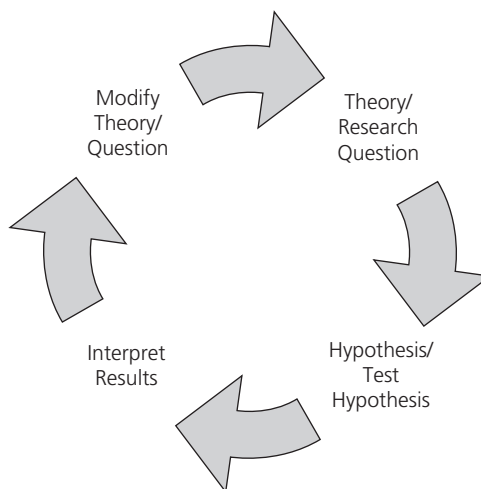 Modify
Theory/
Question
Theory/
Research
Question
Hypothesis/
Test
Hypothesis
Interpret
Results